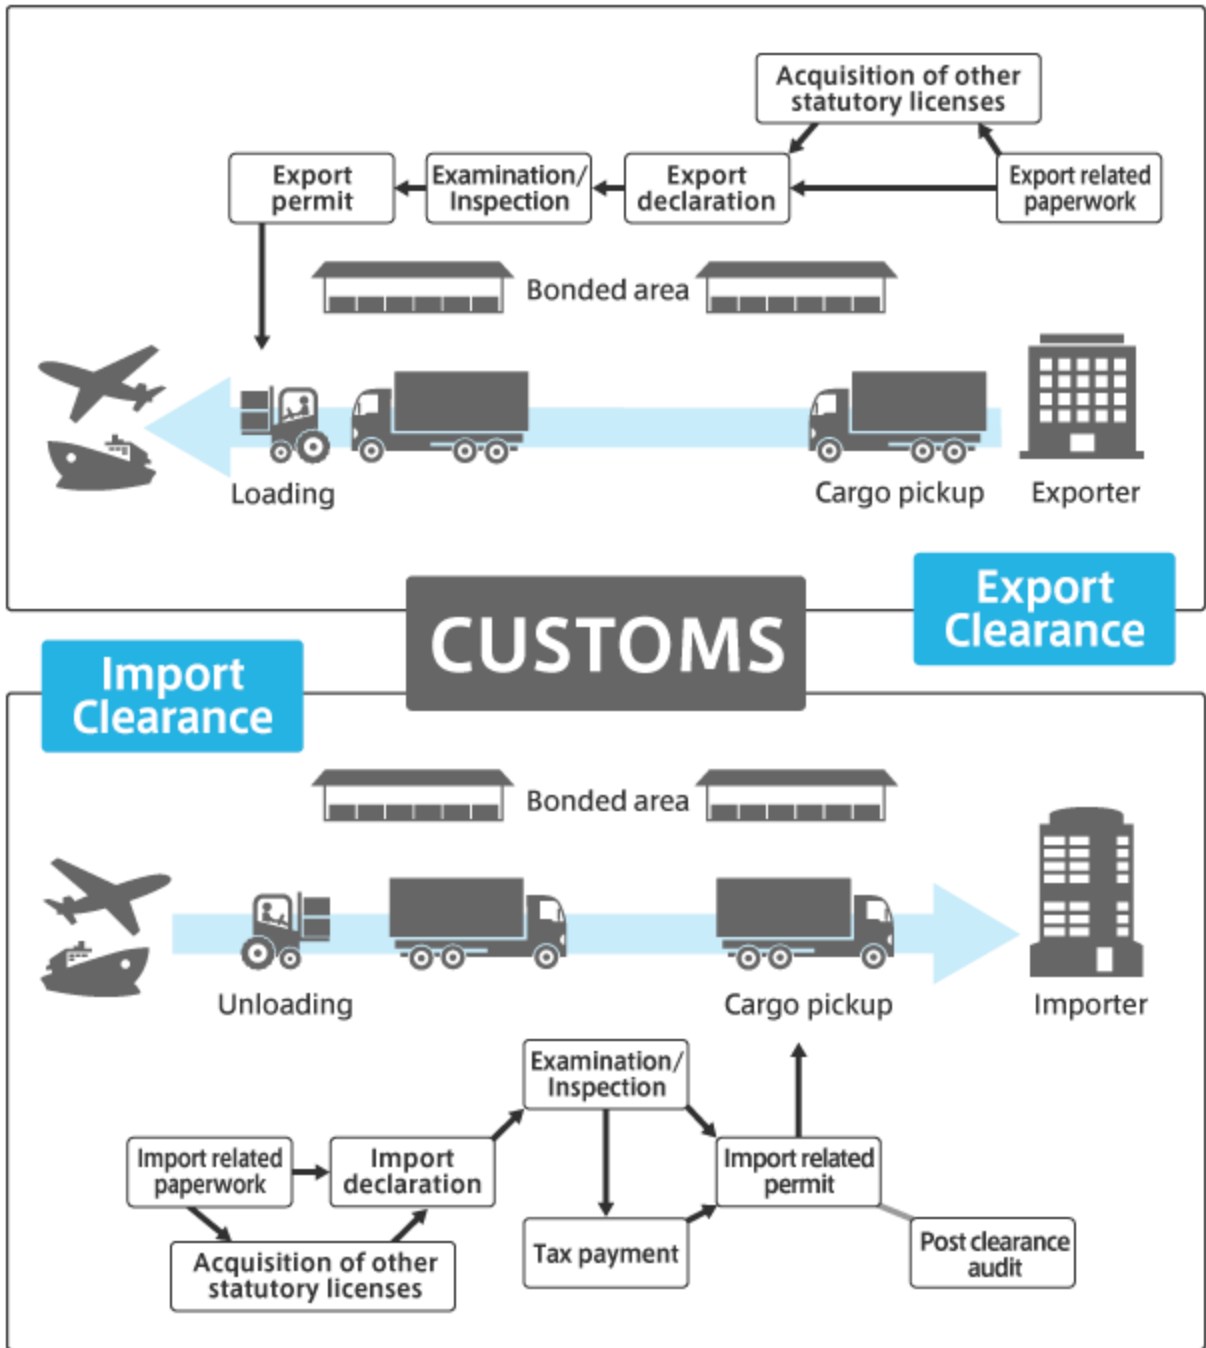 Acquisition of other
statutory licenses
Export
permit
Examination/
Inspection
Export
declaration
Export related
paperwork
Bonded area
Loading
Cargo pickup
Exporter
Export
Clearance
CUSTOMS
Import
Clearance
Bonded area
Unloading
Cargo pickup
Importer
Examination/
Inspection
Import related
paperwork
Import
declaration
Import related
permit
Acquisition of other
statutory licenses
Tax payment
Post clearance
audit